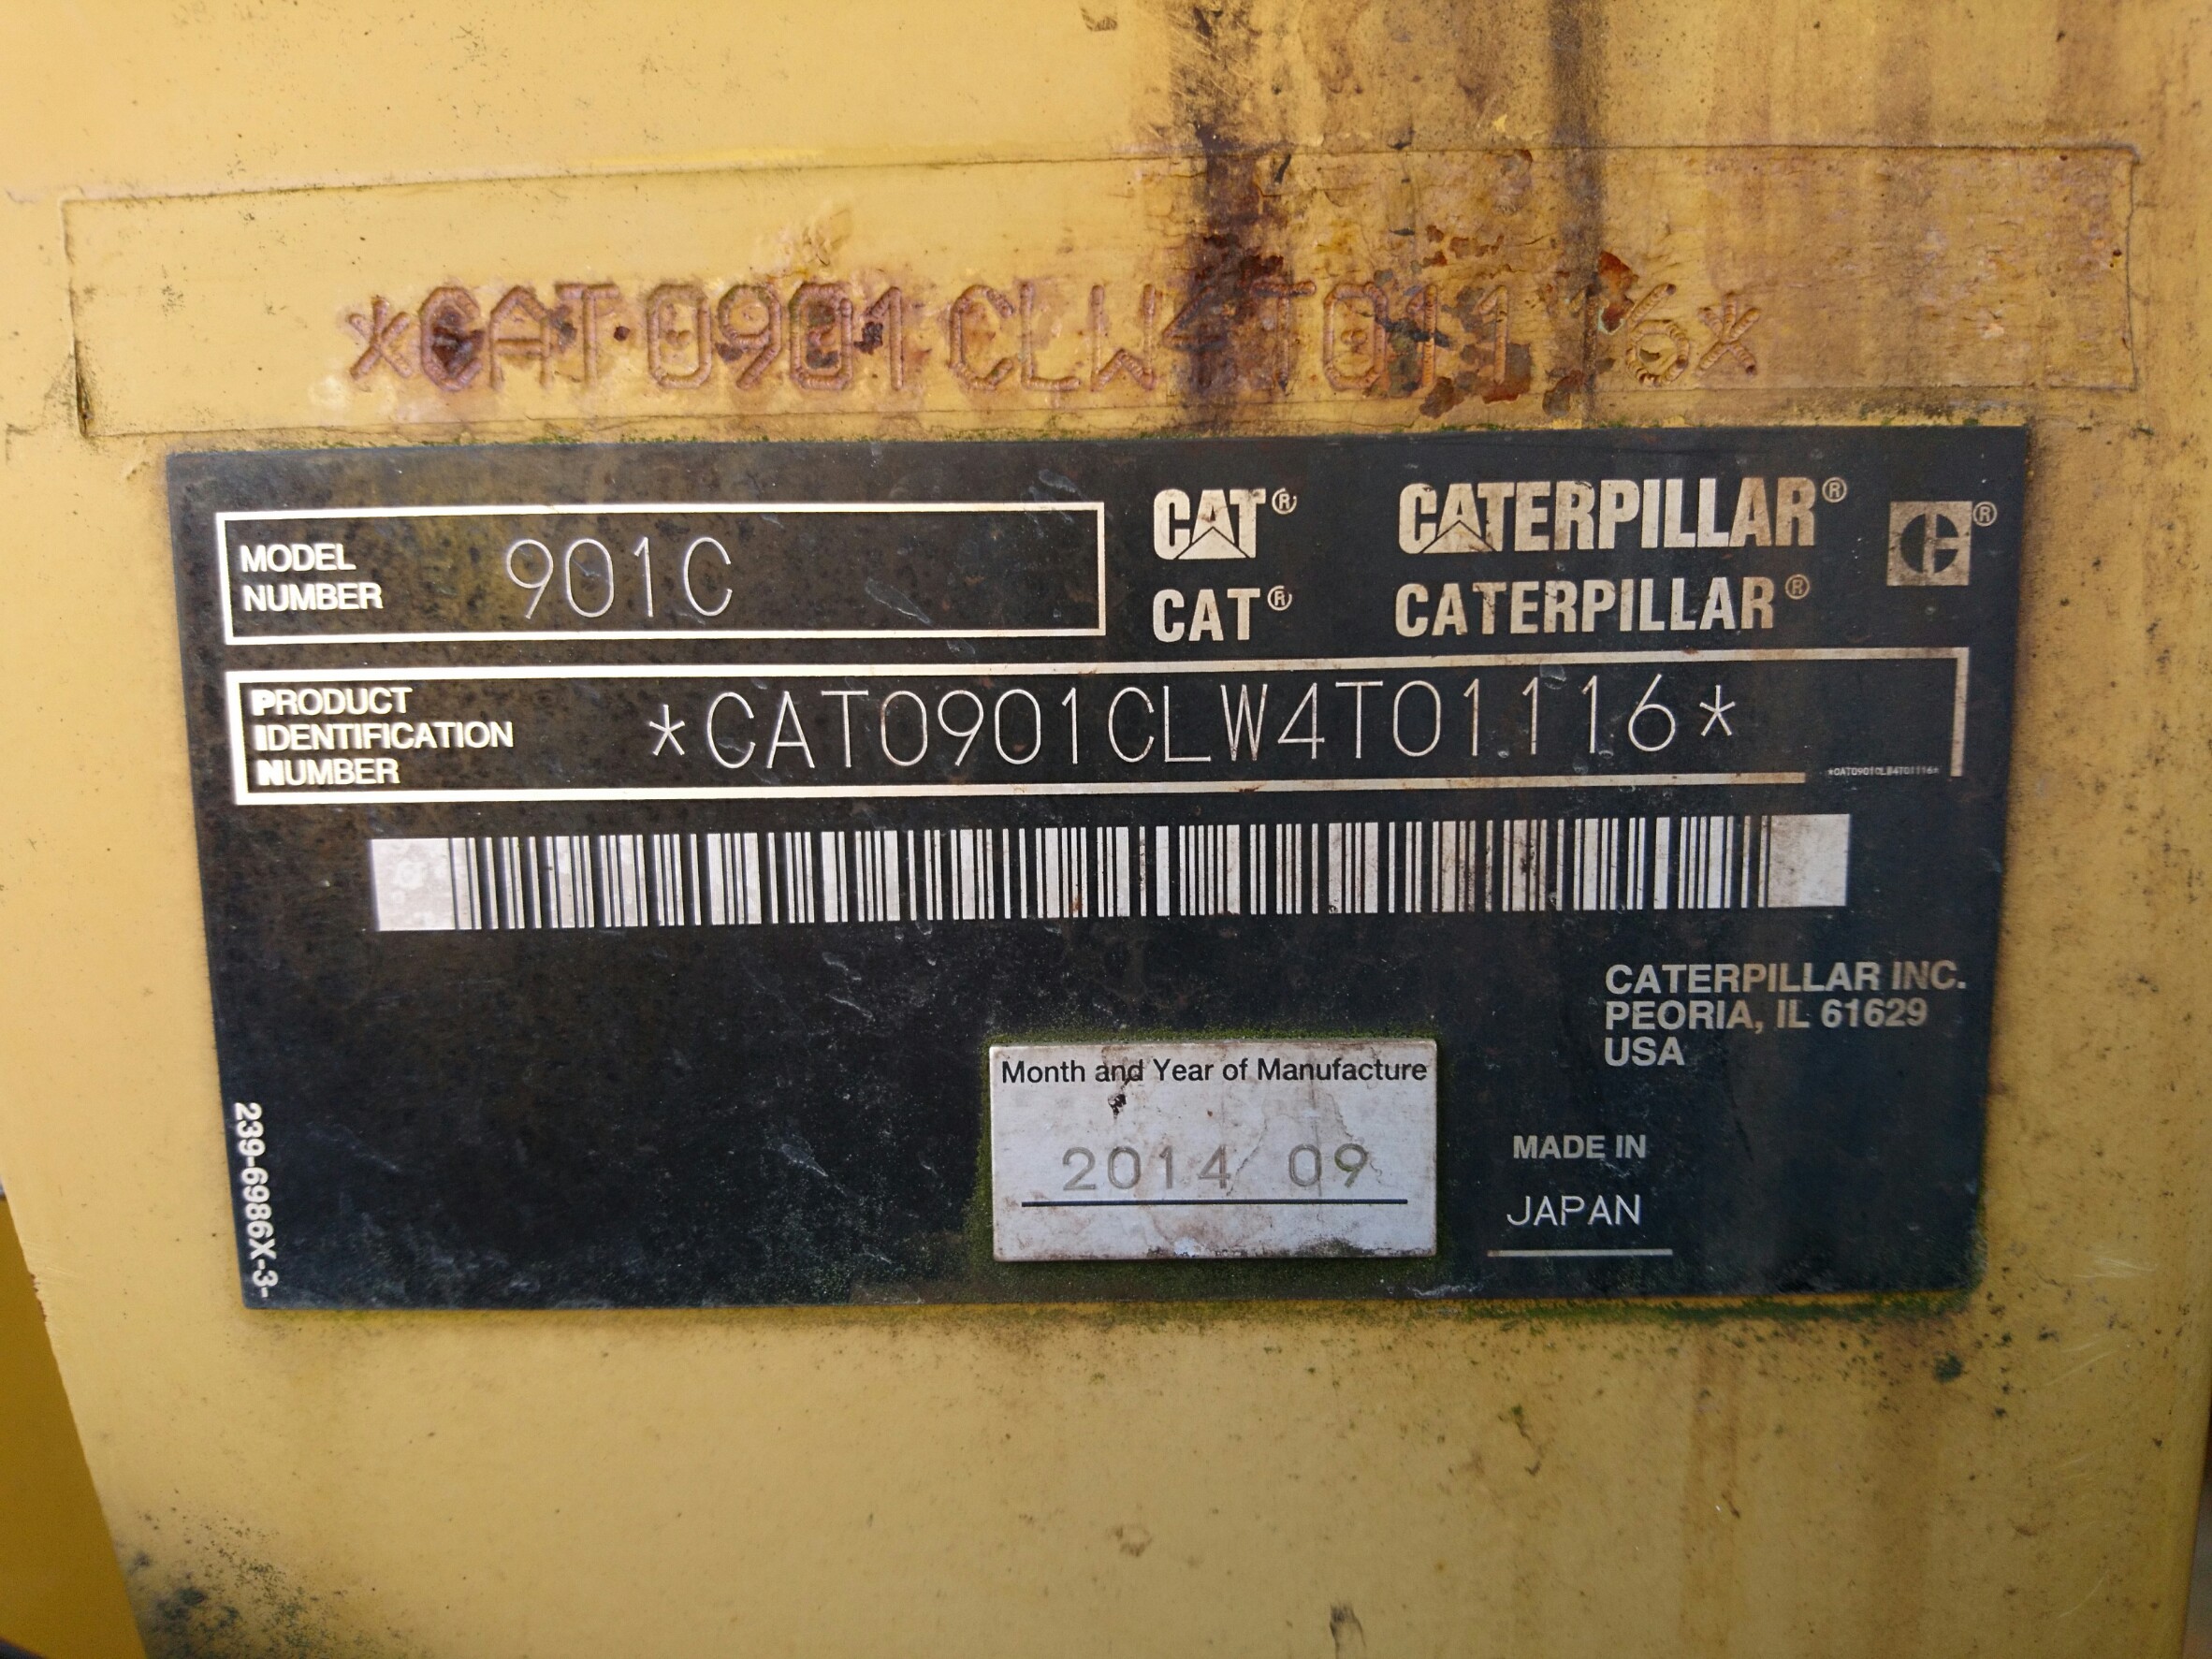 *CAT0901CLW4T01116*
MODEL NUMBER 901C
CAT® CATERPILLAR® ®
CAT® CATERPILLAR®
PRODUCT IDENTIFICATION NUMBER *CAT0901CLW4T01116*
*CAT0901CLW4T01116*
CATERPILLAR INC.
PEORIA, IL 61629
USA
Month and Year of Manufacture
2014 09
MADE IN
JAPAN
239-6986X-3-